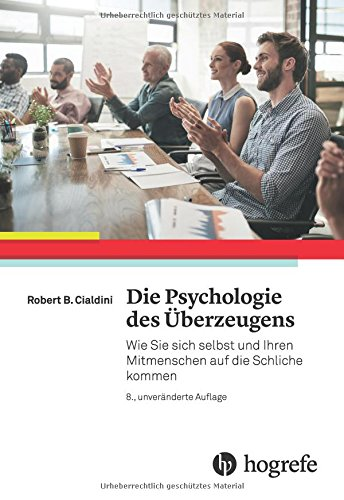 Urheberrechtlich geschütztes Material
Robert B. Cialdini
Die Psychologie
des Überzeugens
Wie Sie sich selbst und Ihren
Mitmenschen auf die Schliche
kommen
8., unveränderte Auflage
hogrefe
Urheberrechtlich geschütztes Material